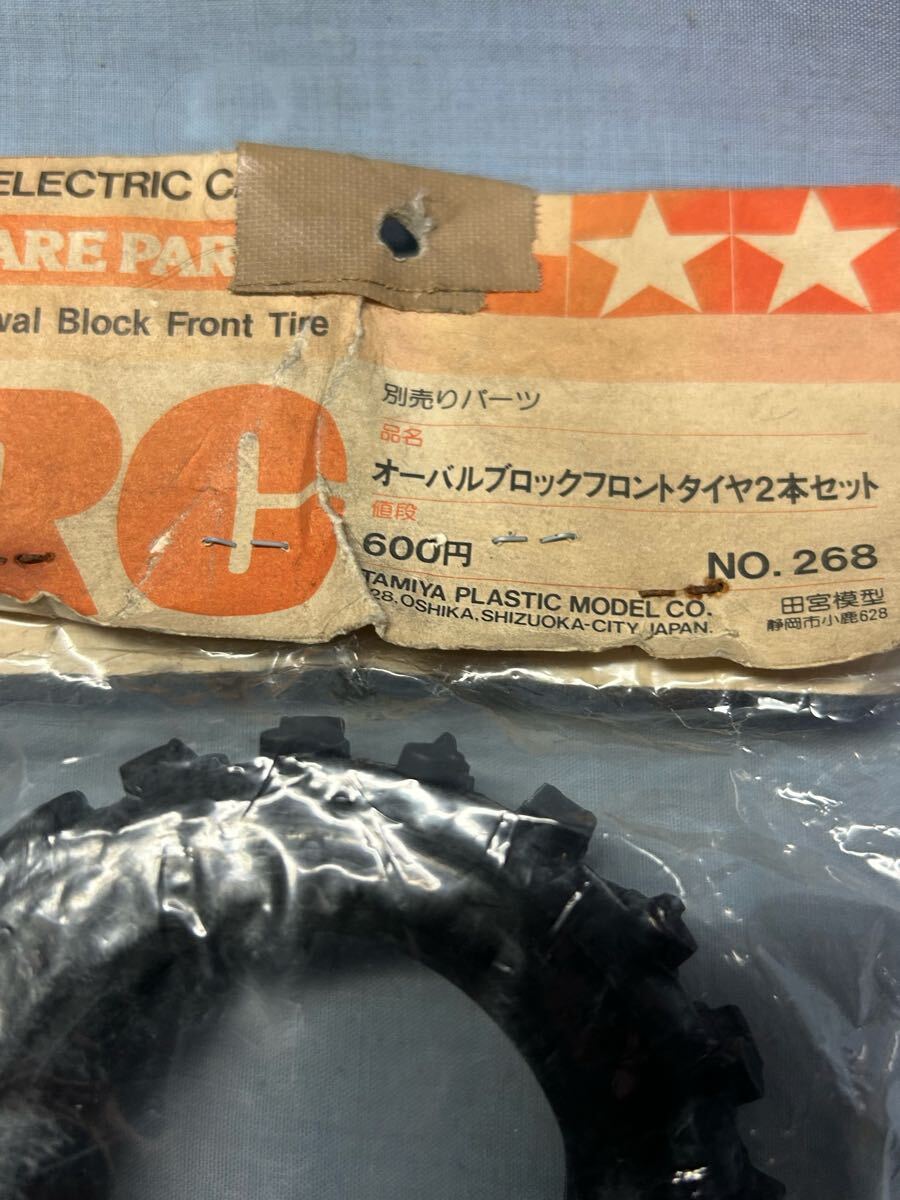 ELECTRIC C
ARE PAR
val Block Front Tire
RC
別売りパーツ
品名
オーバルブロックフロントタイヤ2本セット
値段
600円
NO. 268
TAMIYA PLASTIC MODEL CO.
28, OSHIKA, SHIZUOKA-CITY JAPAN.
田宮模型
静岡市小鹿628